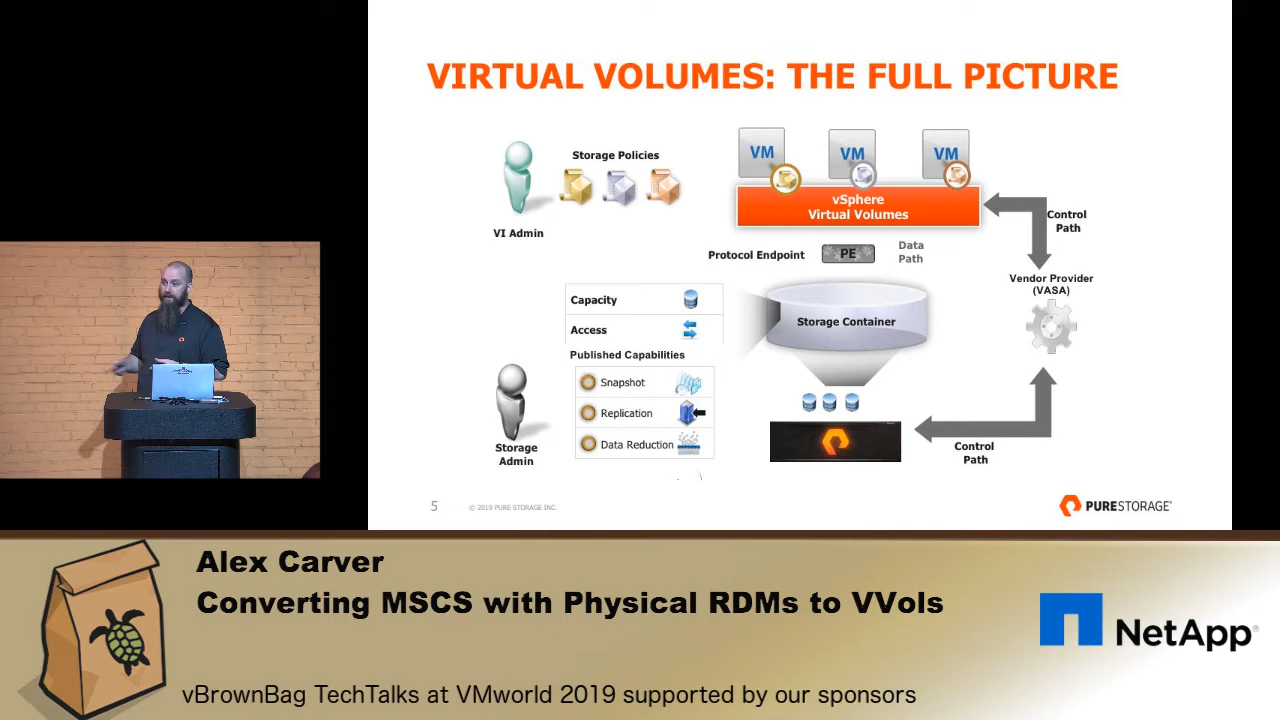 VIRTUAL VOLUMES: THE FULL PICTURE
Storage Policies
VI Admin
VM
VM
VM
vSphere
Virtual Volumes
Control
Path
Protocol Endpoint
PE
Data
Path
Vendor Provider
(VASA)
Capacity
Access
Published Capabilities
Snapshot
Replication
Data Reduction
Storage
Admin
Storage Container
Control
Path
5
© 2019 PURE STORAGE INC.
PURESTORAGE®
Alex Carver
Converting MSCS with Physical RDMs to VVols
NetApp®
vBrownBag TechTalks at VMworld 2019 supported by our sponsors